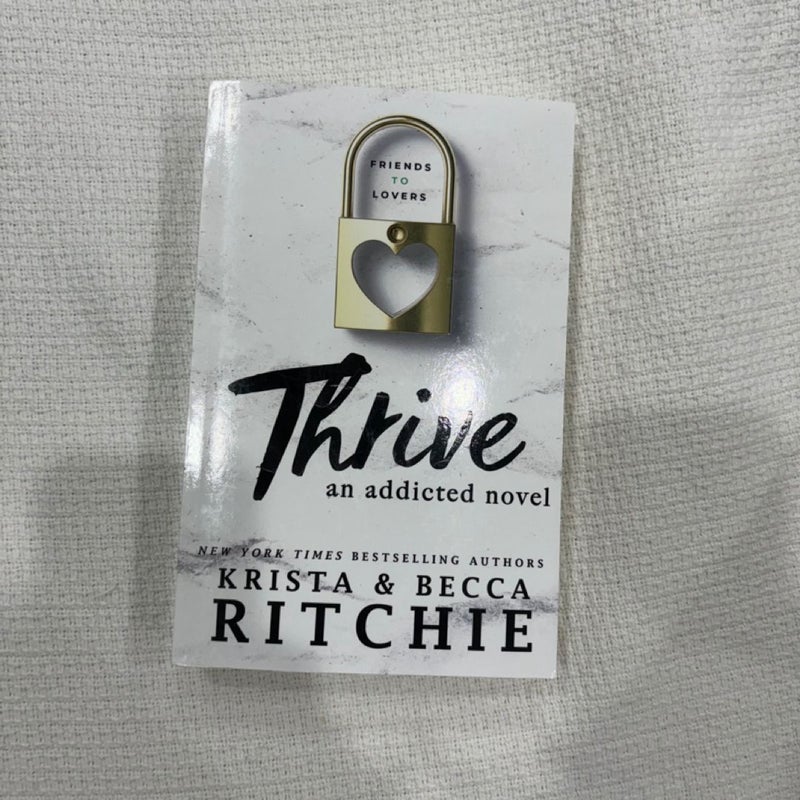 FRIENDS
TO
LOVERS
Thrive
an addicted novel
NEW YORK TIMES BESTSELLING AUTHORS
KRISTA & BECCA
RITCHIE